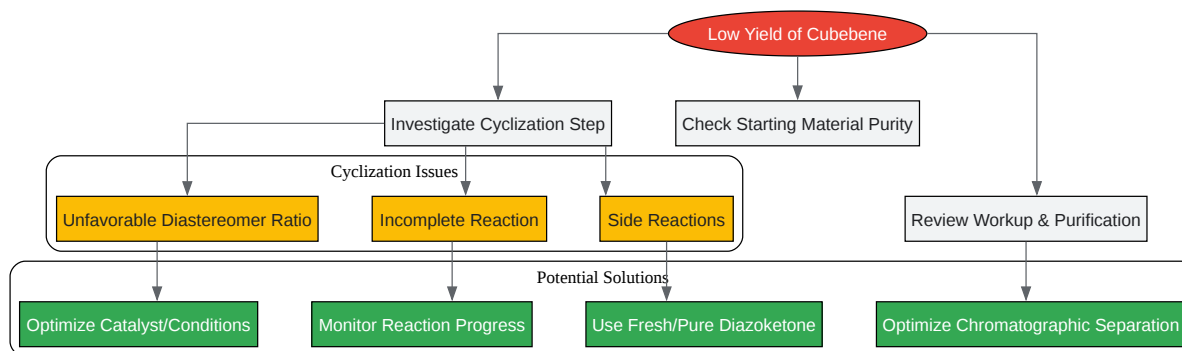 Low Yield of Cubebene
Investigate Cyclization Step
Check Starting Material Purity
Cyclization Issues
Unfavorable Diastereomer Ratio
Incomplete Reaction
Side Reactions
Review Workup & Purification
Potential Solutions
Optimize Catalyst/Conditions
Monitor Reaction Progress
Use Fresh/Pure Diazoketone
Optimize Chromatographic Separation